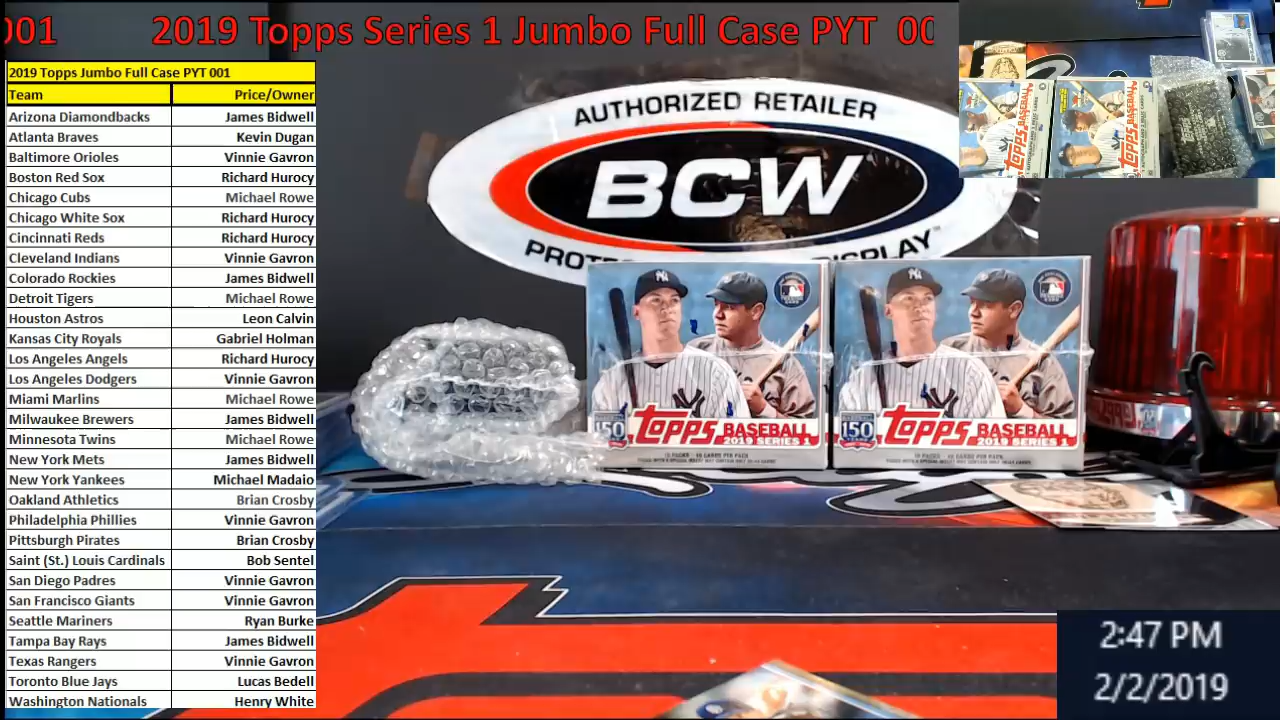 001 2019 Topps Series 1 Jumbo Full Case PYT 00
2019 Topps Jumbo Full Case PYT 001
Team Price/Owner
Arizona Diamondbacks James Bidwell
Atlanta Braves Kevin Dugan
Baltimore Orioles Vinnie Gavron
Boston Red Sox Richard Hurocy
Chicago Cubs Michael Rowe
Chicago White Sox Richard Hurocy
Cincinnati Reds Richard Hurocy
Cleveland Indians Vinnie Gavron
Colorado Rockies James Bidwell
Detroit Tigers Michael Rowe
Houston Astros Leon Calvin
Kansas City Royals Gabriel Holman
Los Angeles Angels Richard Hurocy
Los Angeles Dodgers Vinnie Gavron
Miami Marlins Michael Rowe
Milwaukee Brewers James Bidwell
Minnesota Twins Michael Rowe
New York Mets James Bidwell
New York Yankees Michael Madaio
Oakland Athletics Brian Crosby
Philadelphia Phillies Vinnie Gavron
Pittsburgh Pirates Brian Crosby
Saint (St.) Louis Cardinals Bob Sentel
San Diego Padres Vinnie Gavron
San Francisco Giants Vinnie Gavron
Seattle Mariners Ryan Burke
Tampa Bay Rays James Bidwell
Texas Rangers Vinnie Gavron
Toronto Blue Jays Lucas Bedell
Washington Nationals Henry White
AUTHORIZED RETAILER
BCW™
DISPLAY
150 Topps BASEBALL
2019 SERIES 1
150 Topps BASEBALL
2019 SERIES 1
Topps BASEBALL
Topps BASEBALL
2:47 PM
2/2/2019